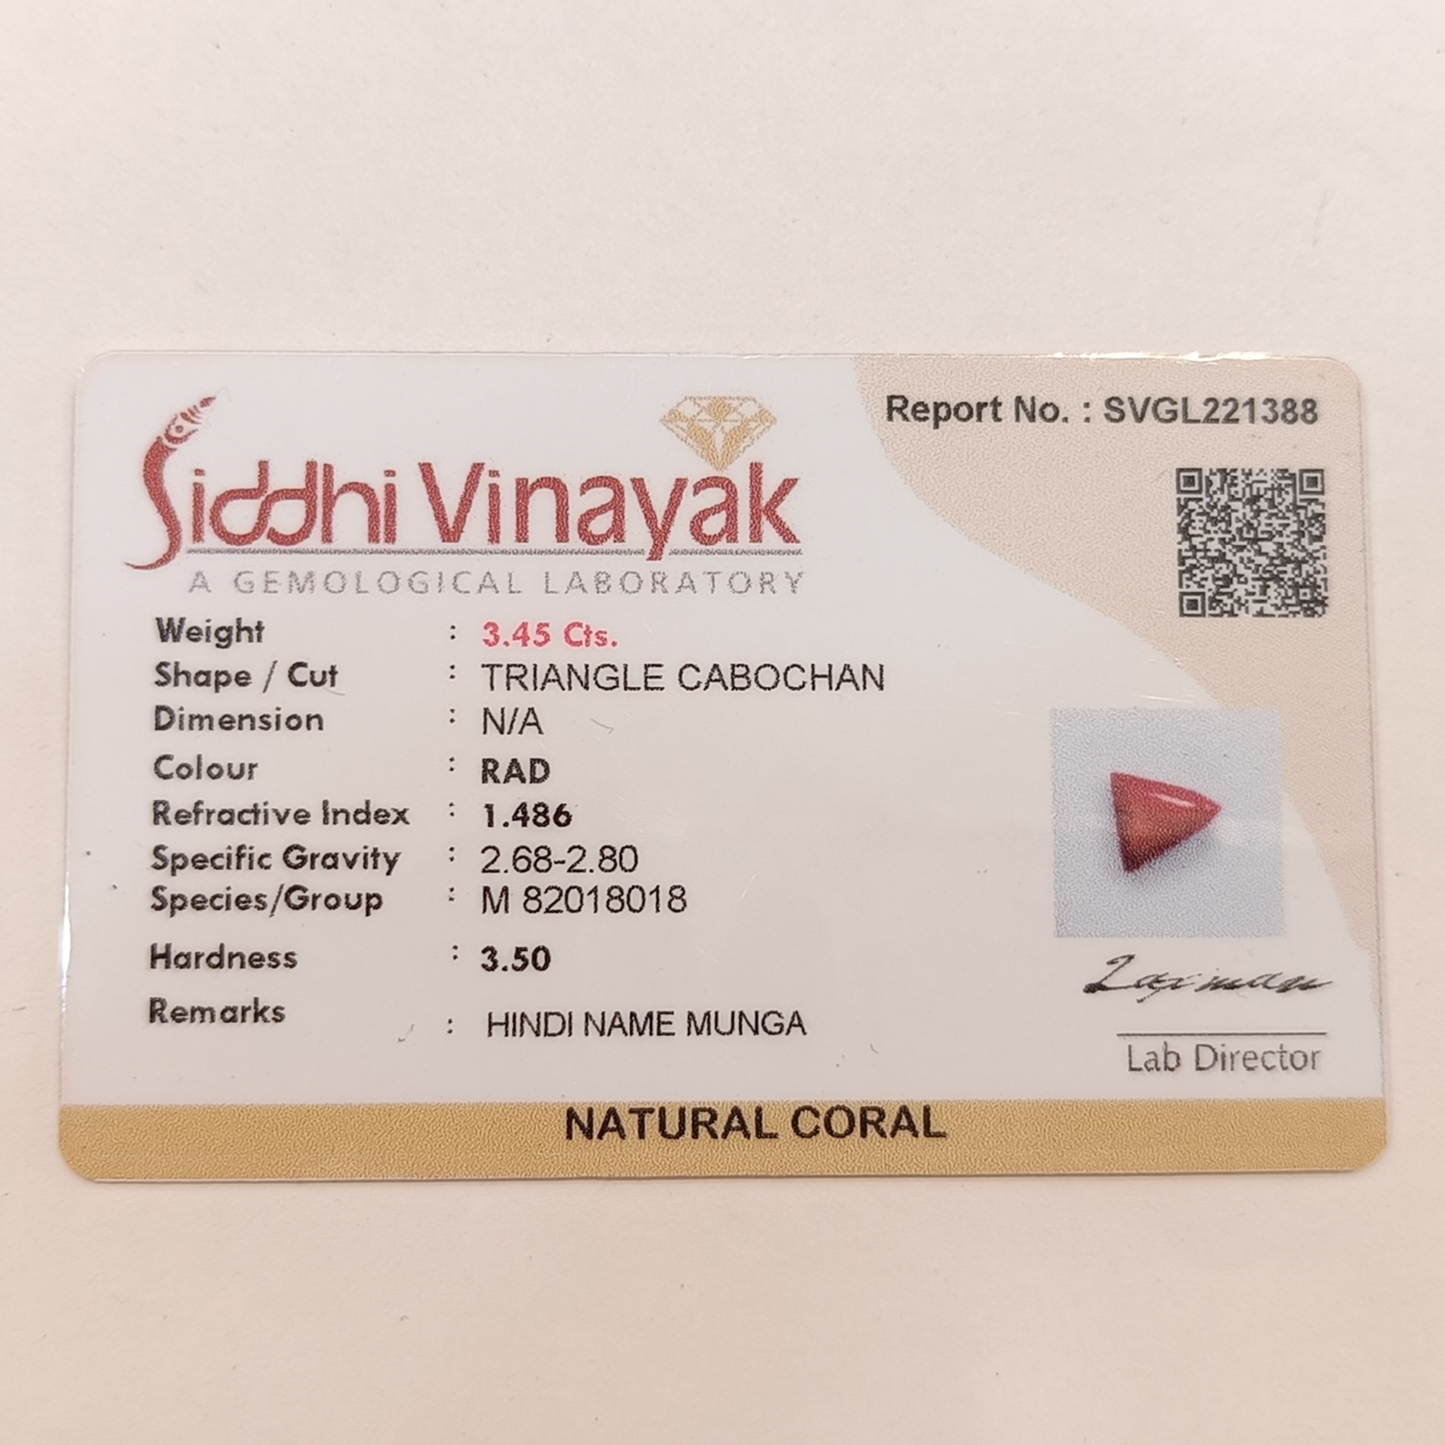 Report No. : SVGL221388
Siddhi Vinayak
A GEMOLOGICAL LABORATORY
Weight : 3.45 Cts.
Shape / Cut : TRIANGLE CABOCHAN
Dimension : N/A
Colour : RAD
Refractive Index : 1.486
Specific Gravity : 2.68-2.80
Species/Group : M 82018018
Hardness : 3.50
Remarks : HINDI NAME MUNGA
Laxman
Lab Director
NATURAL CORAL